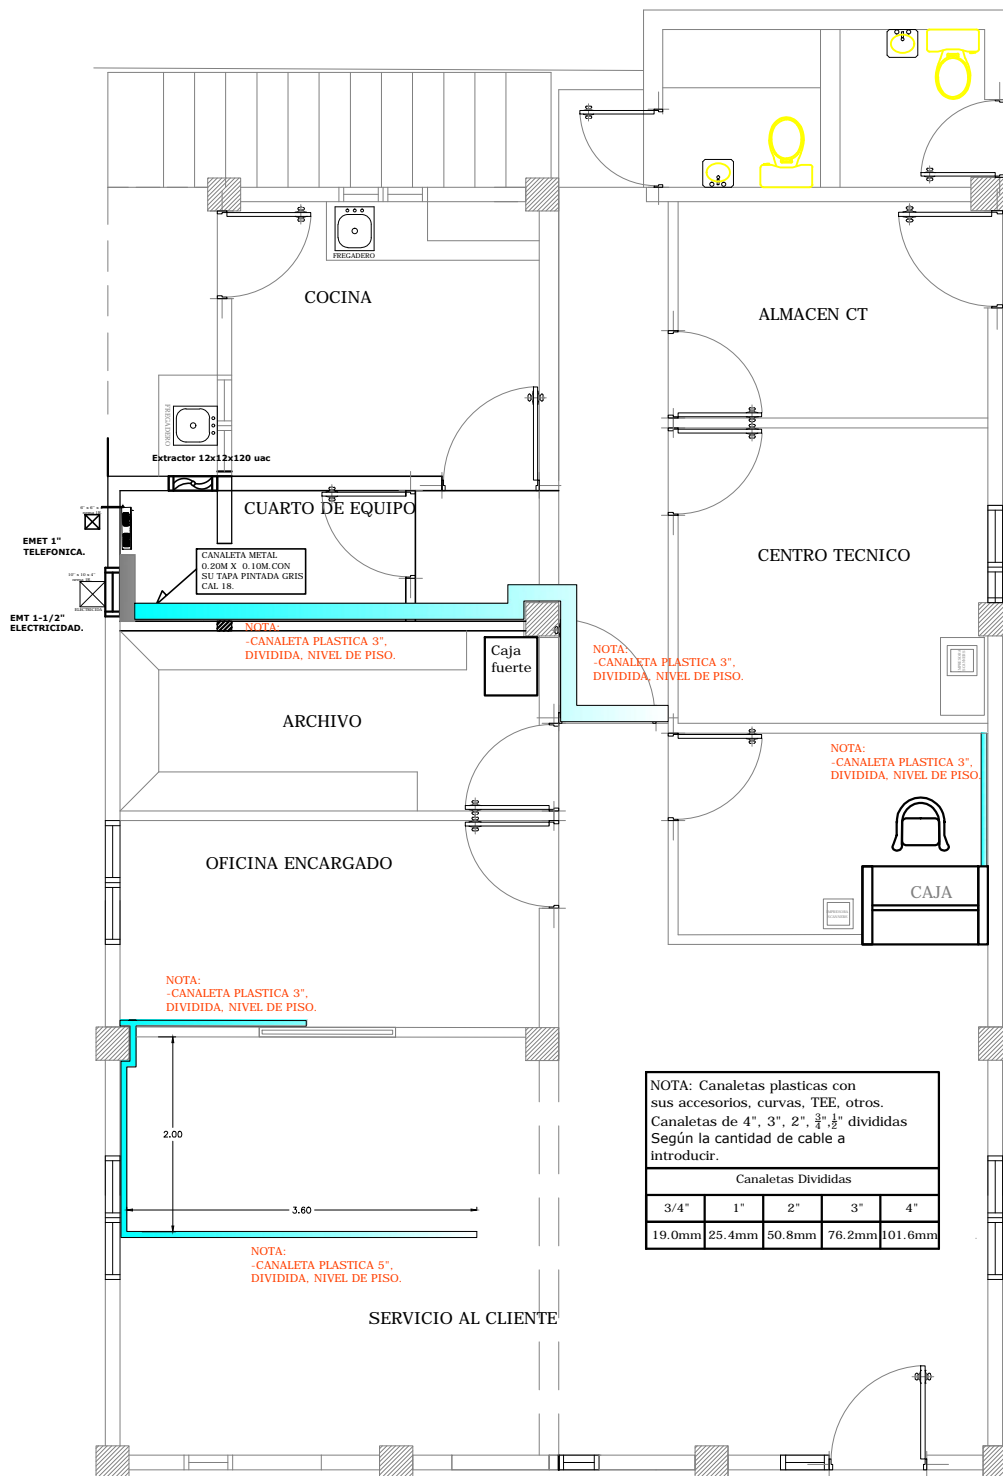 FREGADERO
COCINA
ALMACEN CT
FREGADERO
Extractor 12x12x120 uac
CUARTO DE EQUIPO
EMET 1"
TELEFONICA.
CANALETA METAL
0.20M X 0.10M.CON
SU TAPA PINTADA GRIS
CAL 18.
CENTRO TECNICO
EMT 1-1/2"
ELECTRICIDAD.
NOTA:
-CANALETA PLASTICA 3",
DIVIDIDA, NIVEL DE PISO.
Caja
fuerte
NOTA:
-CANALETA PLASTICA 3",
DIVIDIDA, NIVEL DE PISO.
ARCHIVO
NOTA:
-CANALETA PLASTICA 3",
DIVIDIDA, NIVEL DE PISO.
OFICINA ENCARGADO
CAJA
NOTA:
-CANALETA PLASTICA 3",
DIVIDIDA, NIVEL DE PISO.
2.00
3.60
NOTA: Canaletas plasticas con
sus accesorios, curvas, TEE, otros.
Canaletas de 4", 3", 2", 3/4",1/2" divididas
Según la cantidad de cable a
introducir.
Canaletas Divididas
3/4" 1" 2" 3" 4"
19.0mm 25.4mm 50.8mm 76.2mm 101.6mm
NOTA:
-CANALETA PLASTICA 5",
DIVIDIDA, NIVEL DE PISO.
SERVICIO AL CLIENTE